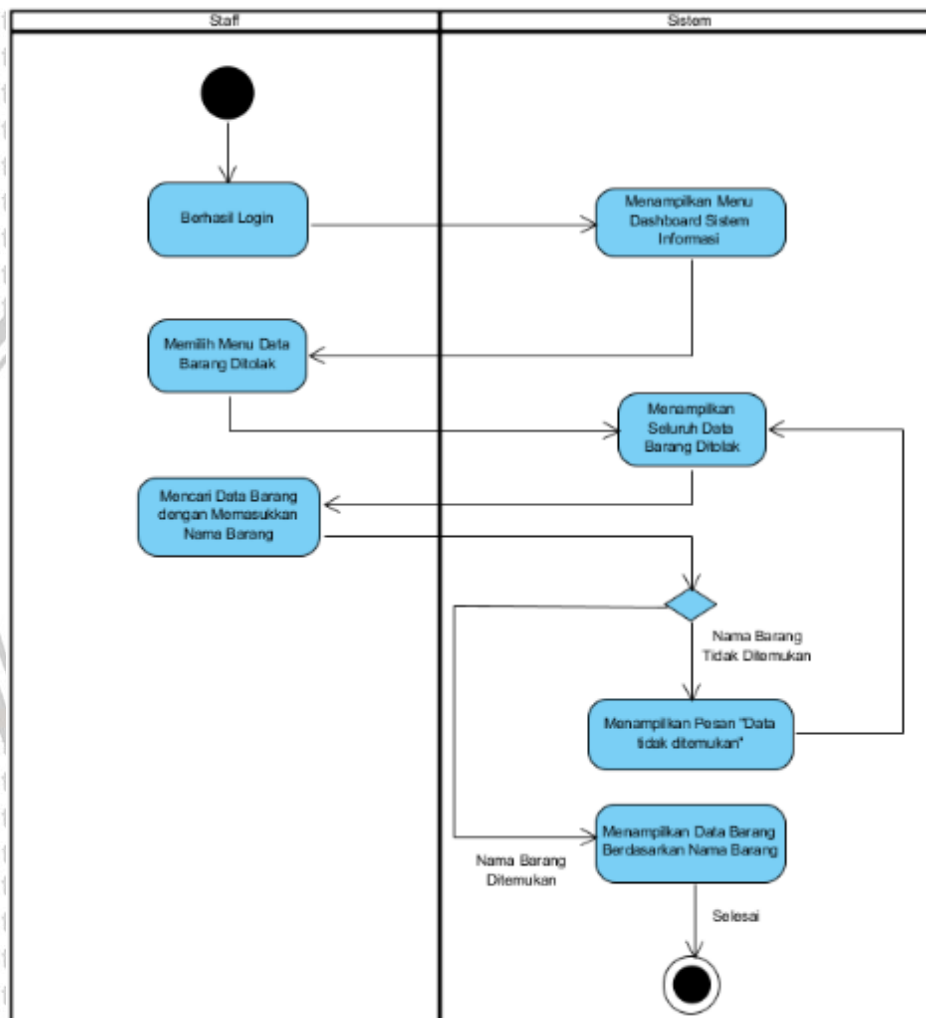 Staff
Sistem
Berhasil Login
Menampilkan Menu
Dashboard Sistem
Informasi
Memilih Menu Data
Barang Ditolak
Menampilkan
Seluruh Data
Barang Ditolak
Mencari Data Barang
dengan Memasukkan
Nama Barang
Nama Barang
Tidak Ditemukan
Menampilkan Pesan "Data
tidak ditemukan"
Menampilkan Data Barang
Berdasarkan Nama Barang
Nama Barang
Ditemukan
Selesai